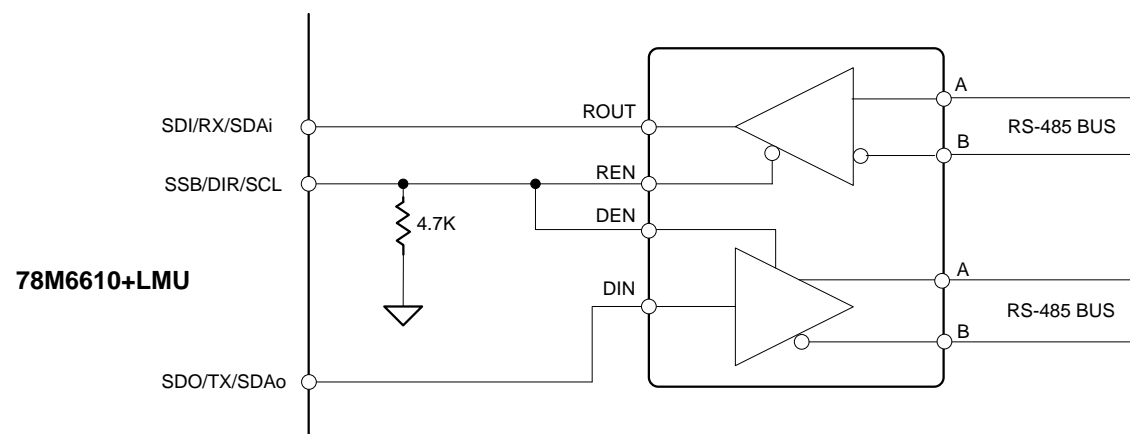 A
ROUT
SDI/RX/SDAi
RS-485 BUS
B
REN
SSB/DIR/SCL
DEN
4.7K
78M6610+LMU
A
DIN
RS-485 BUS
B
SDO/TX/SDAo